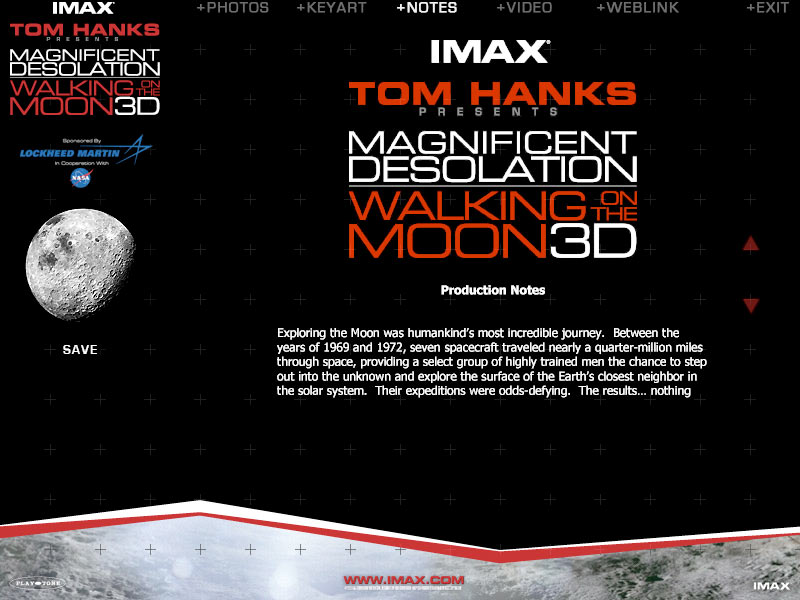 IMAX®
+PHOTOS +KEYART +NOTES +VIDEO +WEBLINK +EXIT
TOM HANKS
PRESENTS
MAGNIFICENT
DESOLATION
WALKING ON THE
MOON3D
Sponsored By
LOCKHEED MARTIN
In Cooperation With
NASA
SAVE
IMAX®
TOM HANKS
PRESENTS
MAGNIFICENT
DESOLATION
WALKING ON THE
MOON3D
Production Notes
Exploring the Moon was humankind's most incredible journey.  Between the
years of 1969 and 1972, seven spacecraft traveled nearly a quarter-million miles
through space, providing a select group of highly trained men the chance to step
out into the unknown and explore the surface of the Earth's closest neighbor in
the solar system.  Their expeditions were odds-defying.  The results... nothing
PLAYTONE
WWW.IMAX.COM
IMAX